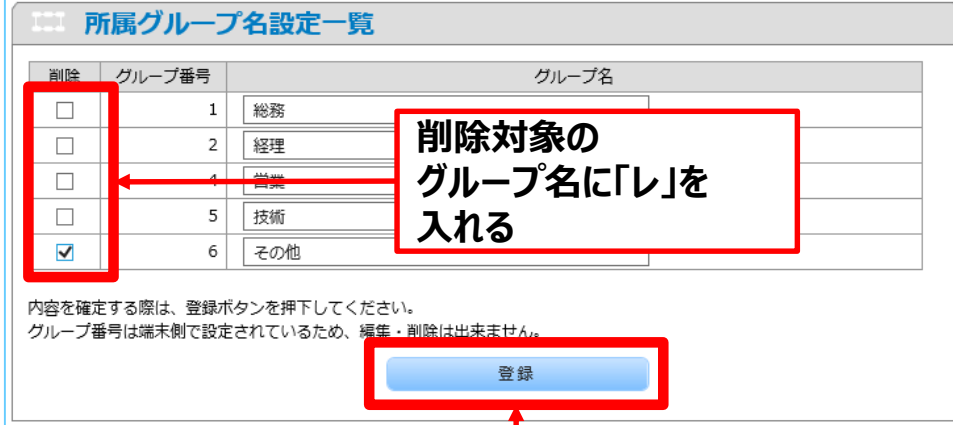 所属グループ名設定一覧
削除 グループ番号 グループ名
1 総務
2 経理
4 営業
5 技術
6 その他
削除対象の
グループ名に「レ」を
入れる
内容を確定する際は、登録ボタンを押下してください。
グループ番号は端末側で設定されているため、編集・削除は出来ません。
登録